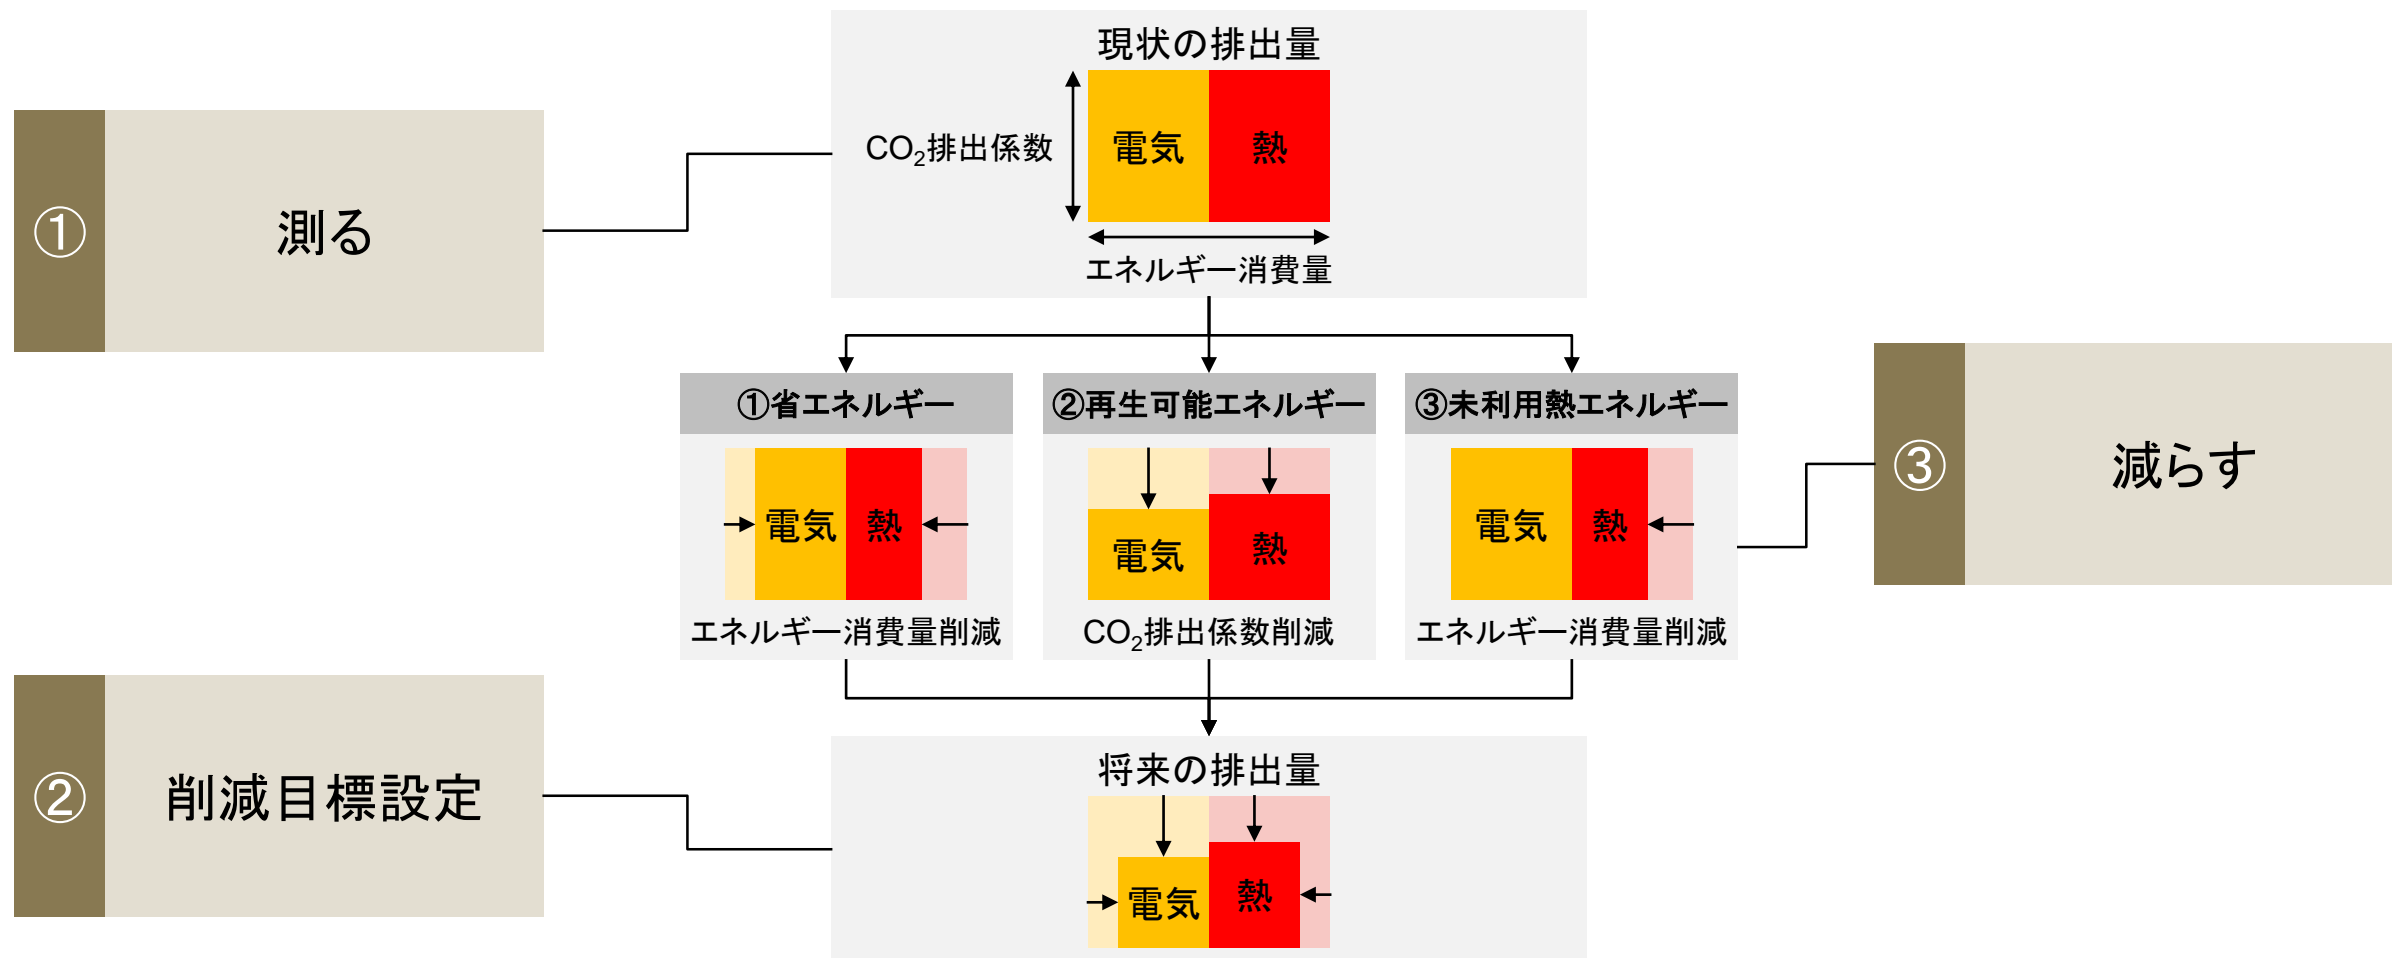 ① 測る
現状の排出量
CO₂排出係数
電気 熱
エネルギー消費量
①省エネルギー
電気 熱
エネルギー消費量削減
②再生可能エネルギー
電気 熱
CO₂排出係数削減
③未利用熱エネルギー
電気 熱
エネルギー消費量削減
③ 減らす
② 削減目標設定
将来の排出量
電気 熱